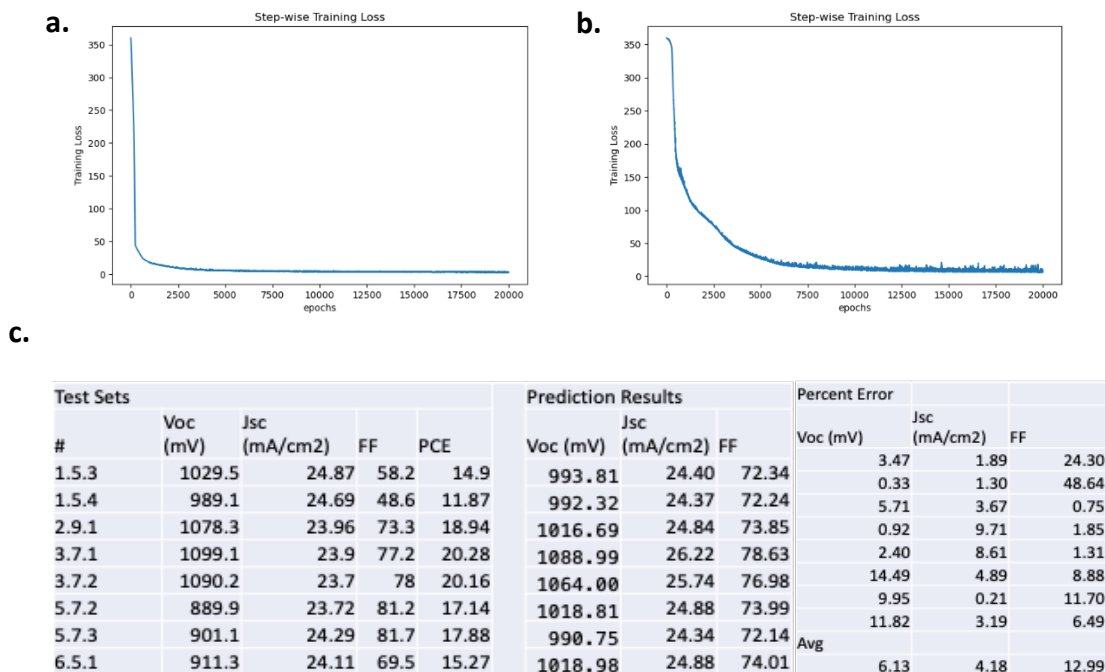 a.
Step-wise Training Loss
350
300
250
200
150
100
50
0
Training Loss
0 2500 5000 7500 10000 12500 15000 17500 20000
epochs
b.
Step-wise Training Loss
350
300
250
200
150
100
50
0
Training Loss
0 2500 5000 7500 10000 12500 15000 17500 20000
epochs
c.
Test Sets
# Voc (mV) Jsc (mA/cm2) FF PCE
1.5.3 1029.5 24.87 58.2 14.9
1.5.4 989.1 24.69 48.6 11.87
2.9.1 1078.3 23.96 73.3 18.94
3.7.1 1099.1 23.9 77.2 20.28
3.7.2 1090.2 23.7 78 20.16
5.7.2 889.9 23.72 81.2 17.14
5.7.3 901.1 24.29 81.7 17.88
6.5.1 911.3 24.11 69.5 15.27
Prediction Results
Voc (mV) Jsc (mA/cm2) FF
993.81 24.40 72.34
992.32 24.37 72.24
1016.69 24.84 73.85
1088.99 26.22 78.63
1064.00 25.74 76.98
1018.81 24.88 73.99
990.75 24.34 72.14
1018.98 24.88 74.01
Percent Error
Voc (mV) Jsc (mA/cm2) FF
3.47 1.89 24.30
0.33 1.30 48.64
5.71 3.67 0.75
0.92 9.71 1.85
2.40 8.61 1.31
14.49 4.89 8.88
9.95 0.21 11.70
11.82 3.19 6.49
Avg
6.13 4.18 12.99